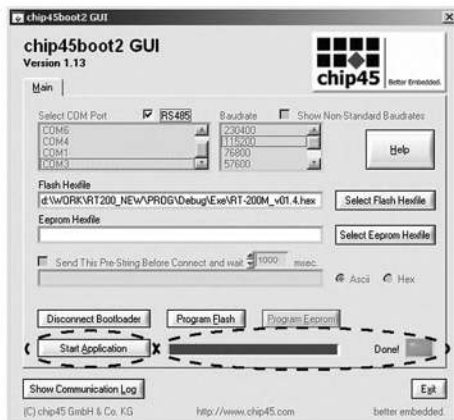 chip45boot2 GUI
chip45boot2 GUI
Version 1.13
chip45
Better Embedded.
Main
Select COM Port
RS485
Baudrate
Show Non-Standard Baudrates
COM6
COM4
COM1
COM3
230400
115200
76800
57600
Help
Flash Hexfile
d:\WORK\RT200_NEW\PROG\Debug\Exe\RT-200M_v01.4.hex
Select Flash Hexfile
Eeprom Hexfile
Select Eeprom Hexfile
Send This Pre-String Before Connect and wait
1000
msec.
Ascii
Hex
Disconnect Bootloader
Program Flash
Program Eeprom
Start Application
Done!
Show Communication Log
Exit
(C) chip45 GmbH & Co. KG
http://www.chip45.com
better embedded.